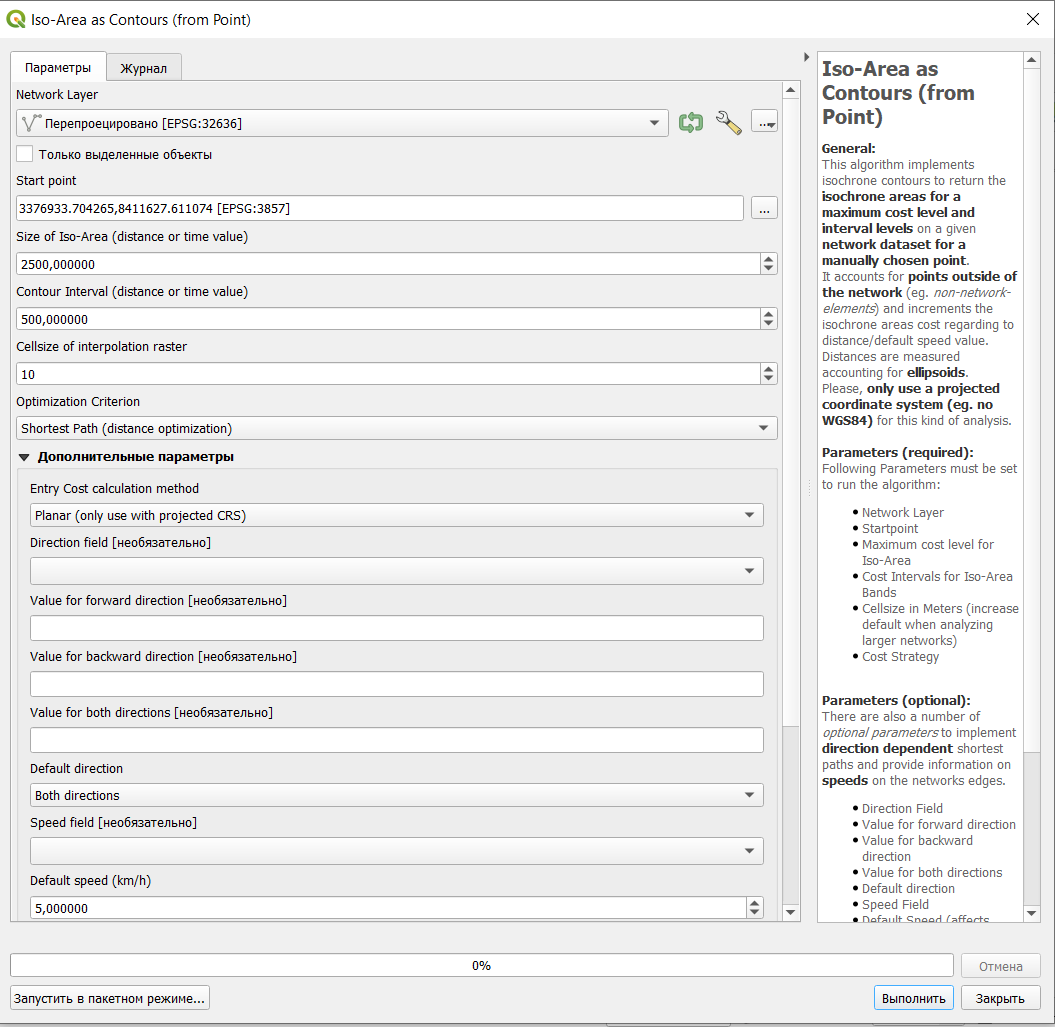 Iso-Area as Contours (from Point)
Параметры
Журнал
Network Layer
Перепроецировано [EPSG:32636]
...
Только выделенные объекты
Start point
3376933.704265,8411627.611074 [EPSG:3857]
...
Size of Iso-Area (distance or time value)
2500,000000
Contour Interval (distance or time value)
500,000000
Cellsize of interpolation raster
10
Optimization Criterion
Shortest Path (distance optimization)
Дополнительные параметры
Entry Cost calculation method
Planar (only use with projected CRS)
Direction field [необязательно]
Value for forward direction [необязательно]
Value for backward direction [необязательно]
Value for both directions [необязательно]
Default direction
Both directions
Speed field [необязательно]
Default speed (km/h)
5,000000
Iso-Area as
Contours (from
Point)
General:
This algorithm implements
isochrone contours to return the
isochrone areas for a
maximum cost level and
interval levels on a given
network dataset for a
manually chosen point.
It accounts for points outside of
the network (eg. non-network-
elements) and increments the
isochrone areas cost regarding to
distance/default speed value.
Distances are measured
accounting for ellipsoids.
Please, only use a projected
coordinate system (eg. no
WGS84) for this kind of analysis.
Parameters (required):
Following Parameters must be set
to run the algorithm:
Network Layer
Startpoint
Maximum cost level for
Iso-Area
Cost Intervals for Iso-Area
Bands
Cellsize in Meters (increase
default when analyzing
larger networks)
Cost Strategy
Parameters (optional):
There are also a number of
optional parameters to implement
direction dependent shortest
paths and provide information on
speeds on the networks edges.
Direction Field
Value for forward direction
Value for backward
direction
Value for both directions
Default direction
Speed Field
Default Speed (affects
0%
Отмена
Запустить в пакетном режиме...
Выполнить
Закрыть